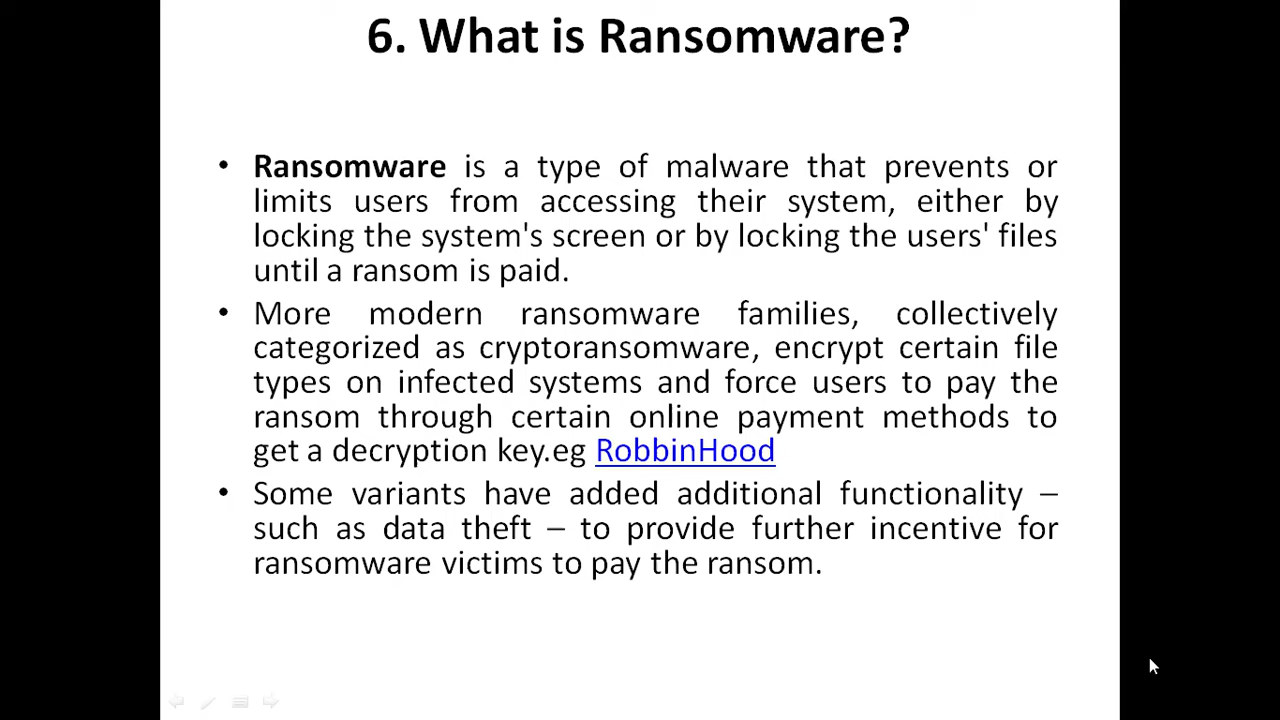 6. What is Ransomware?
• Ransomware is a type of malware that prevents or
limits users from accessing their system, either by
locking the system's screen or by locking the users' files
until a ransom is paid.
• More modern ransomware families, collectively
categorized as cryptoransomware, encrypt certain file
types on infected systems and force users to pay the
ransom through certain online payment methods to
get a decryption key.eg RobbinHood
• Some variants have added additional functionality –
such as data theft – to provide further incentive for
ransomware victims to pay the ransom.